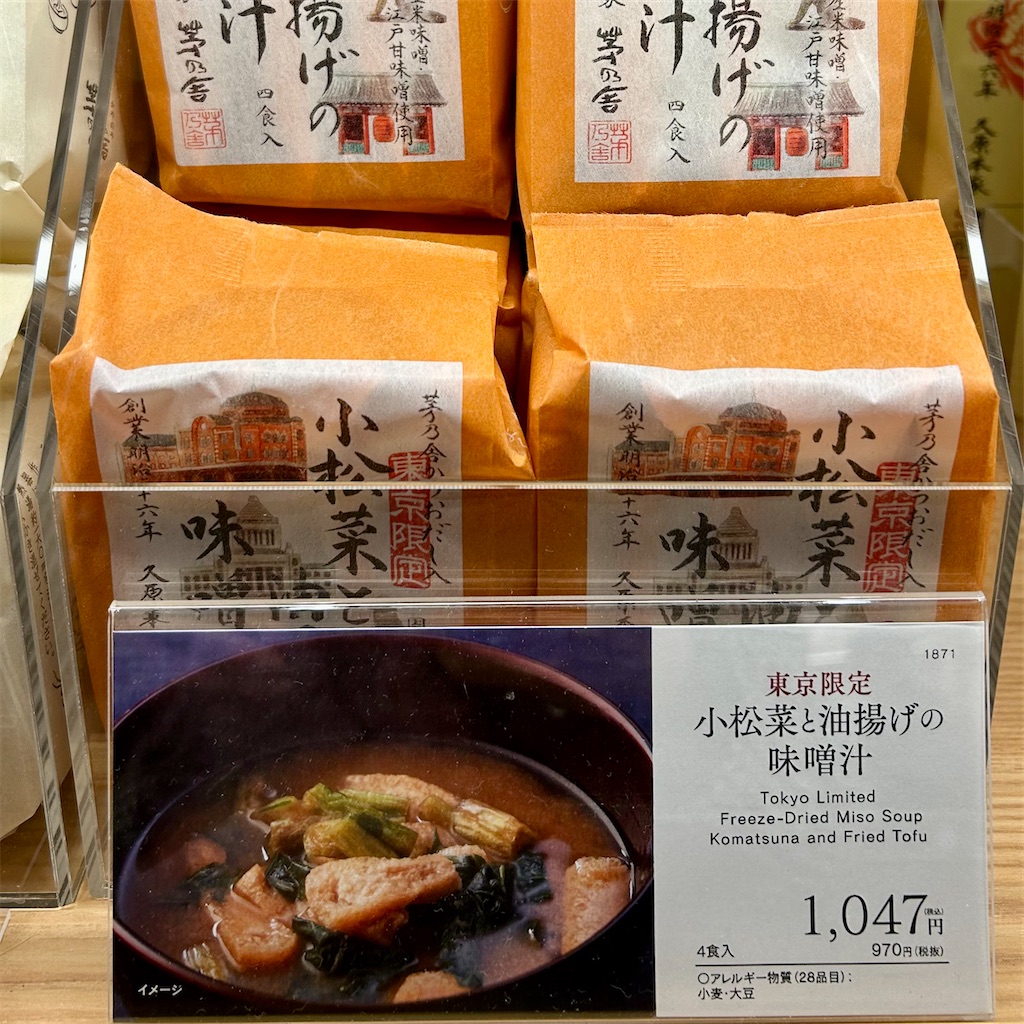 揚げの
汁
江戸甘味噌使用
茅乃舎
四食入
揚げの
汁
江戸甘味噌使用
茅乃舎
四食入
小松菜と
味噌
東京限定
創業明治
十六年
久原
小松菜
味噌
東京限定
創業明治
十六年
1871
東京限定
小松菜と油揚げの
味噌汁
Tokyo Limited
Freeze-Dried Miso Soup
Komatsuna and Fried Tofu
1,047円(税込)
4食入 970円(税抜)
○アレルギー物質(28品目):
小麦・大豆
イメージ